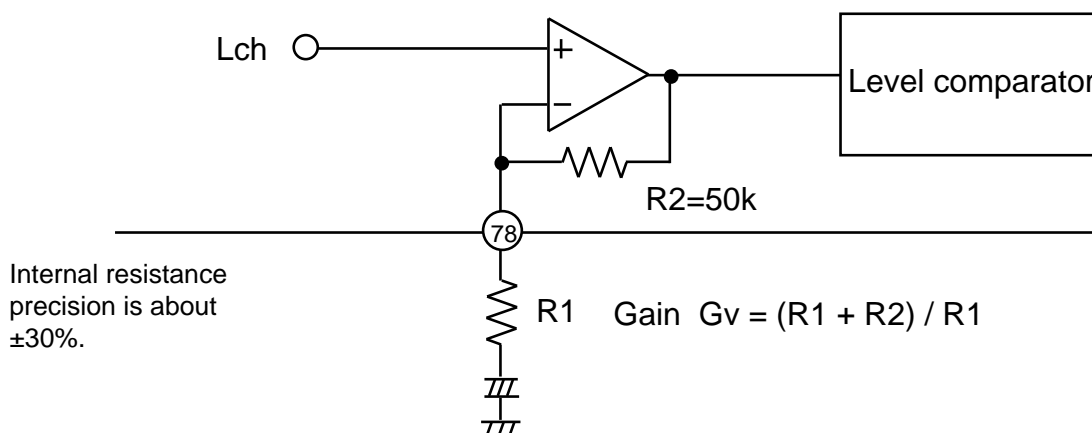 Lch
+
−
Level comparator
R2=50k
78
Internal resistance
precision is about
±30%.
R1
Gain Gv = (R1 + R2) / R1